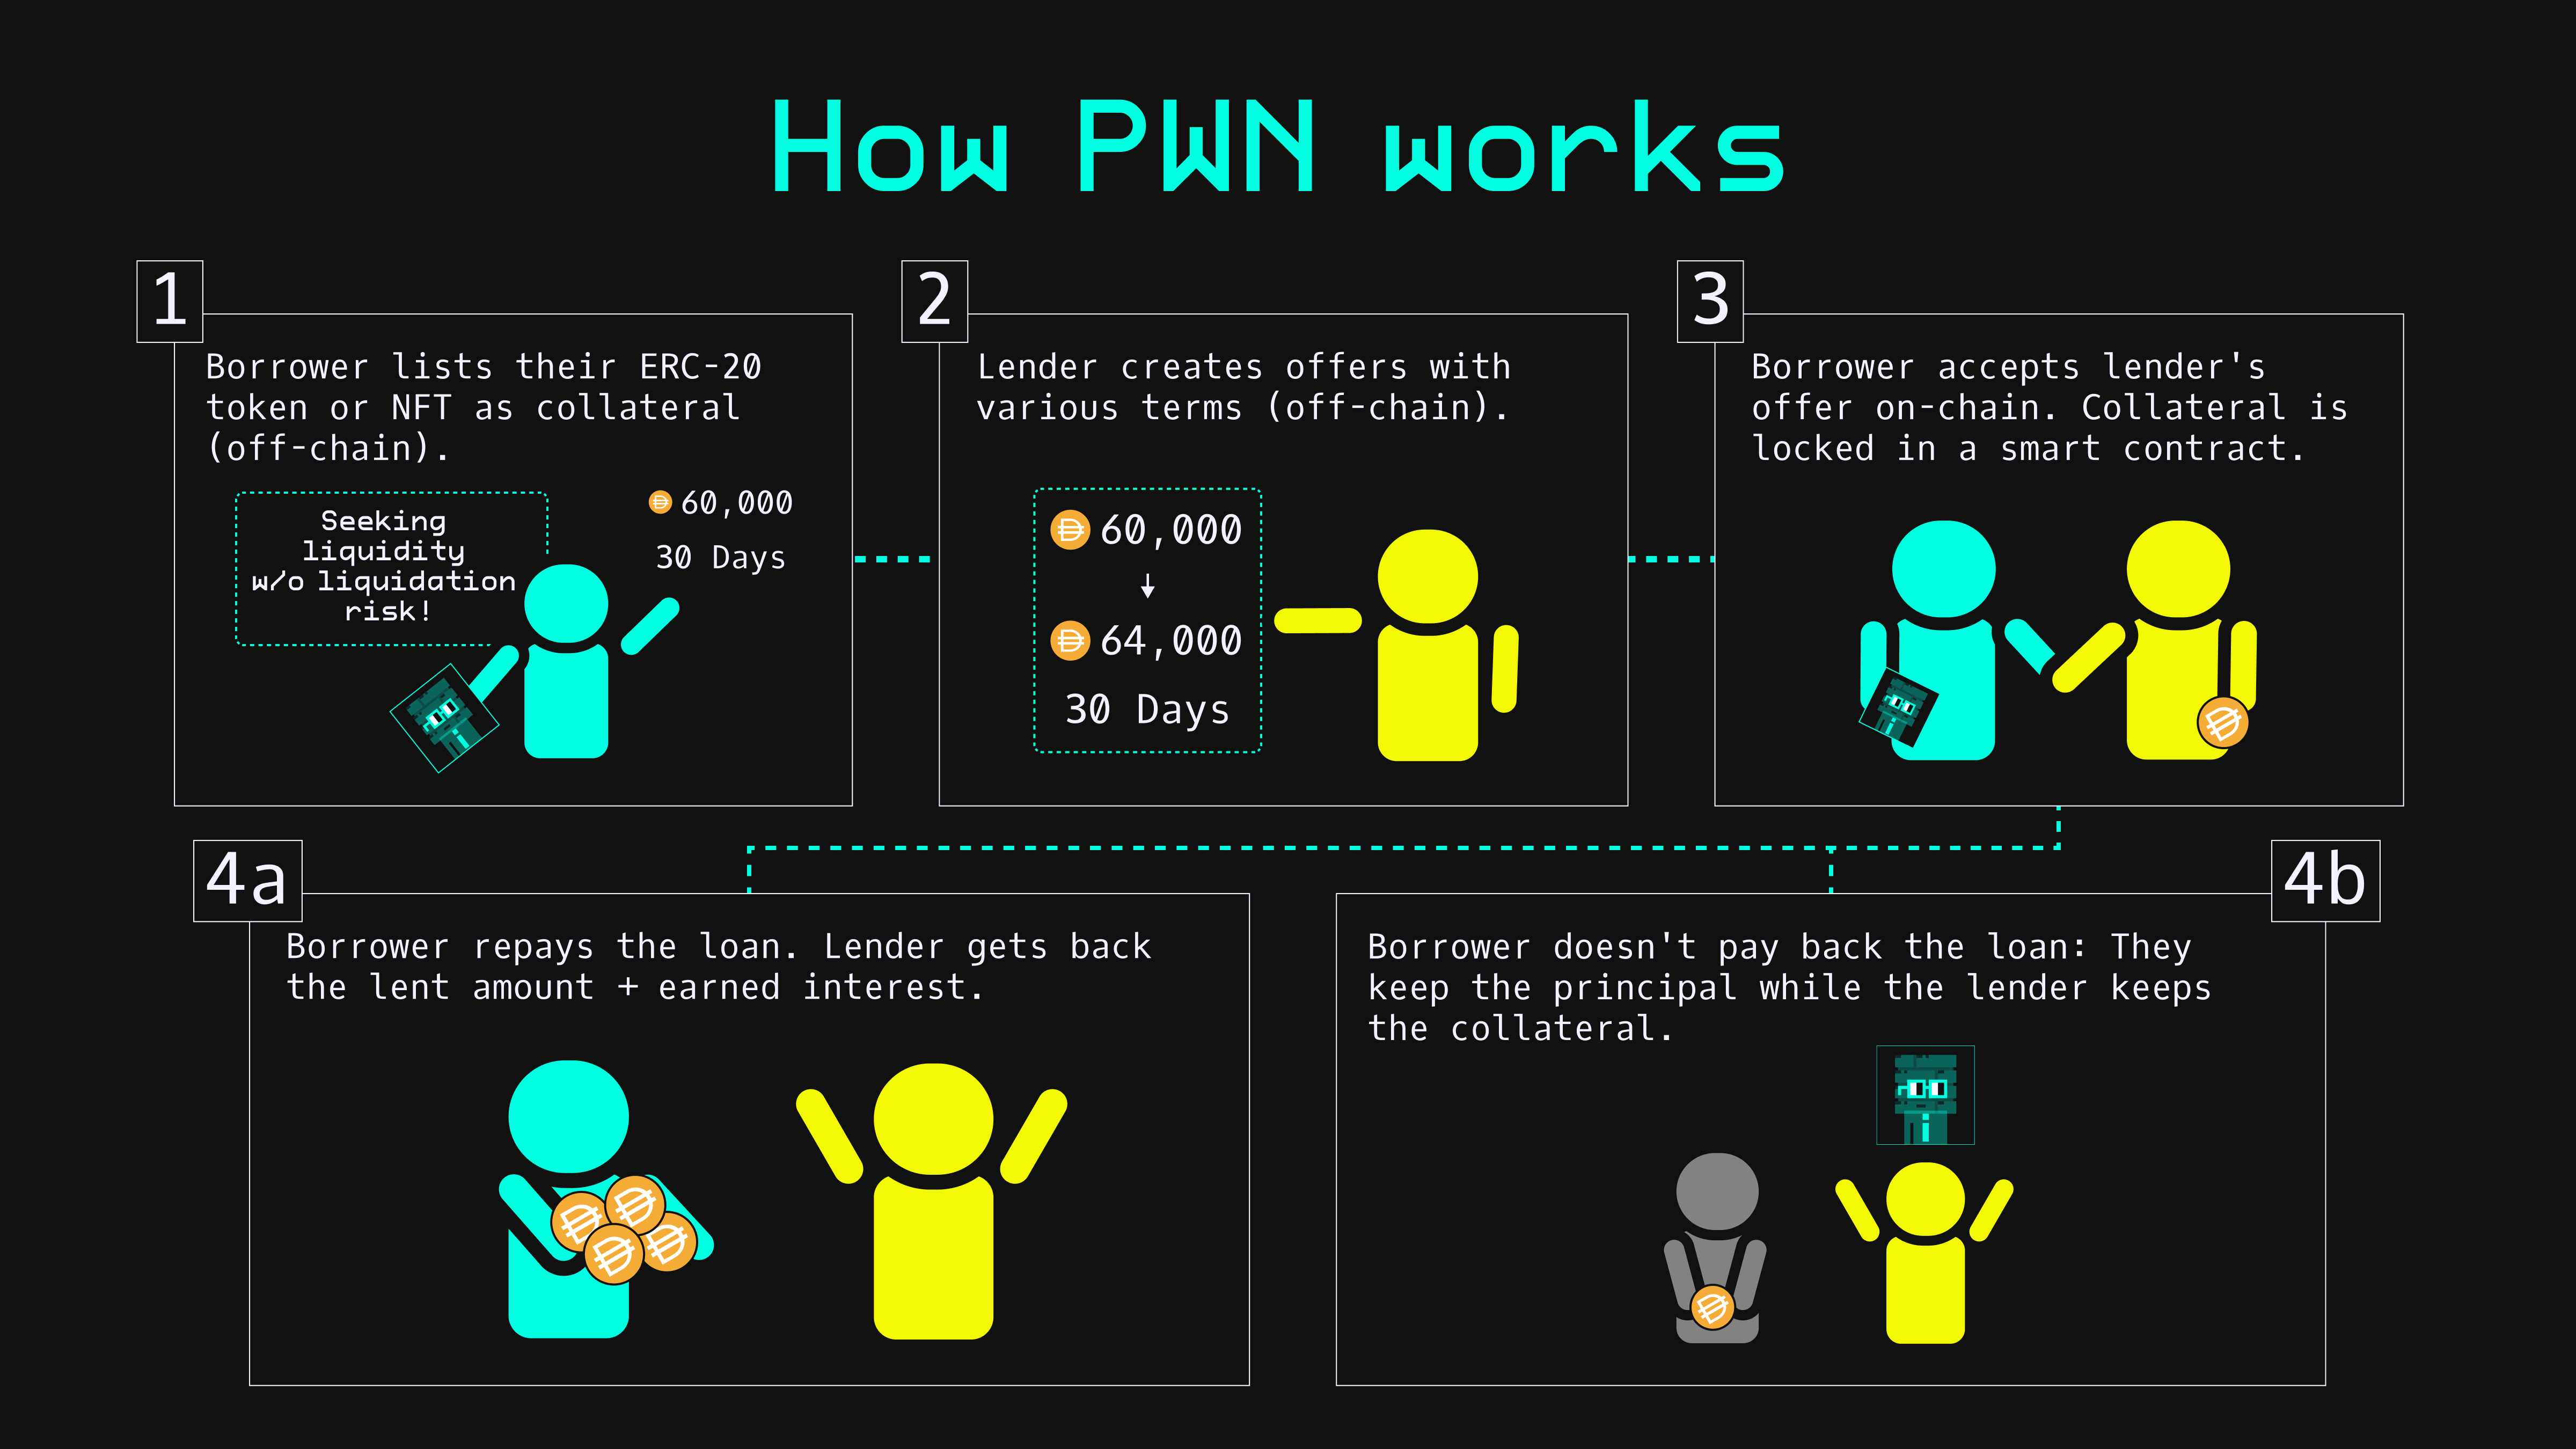 How PWN works
1
Borrower lists their ERC-20
token or NFT as collateral
(off-chain).
Seeking
liquidity
w/o liquidation
risk!
60,000
30 Days
2
Lender creates offers with
various terms (off-chain).
60,000
↓
64,000
30 Days
3
Borrower accepts lender's
offer on-chain. Collateral is
locked in a smart contract.
4a
Borrower repays the loan. Lender gets back
the lent amount + earned interest.
4b
Borrower doesn't pay back the loan: They
keep the principal while the lender keeps
the collateral.